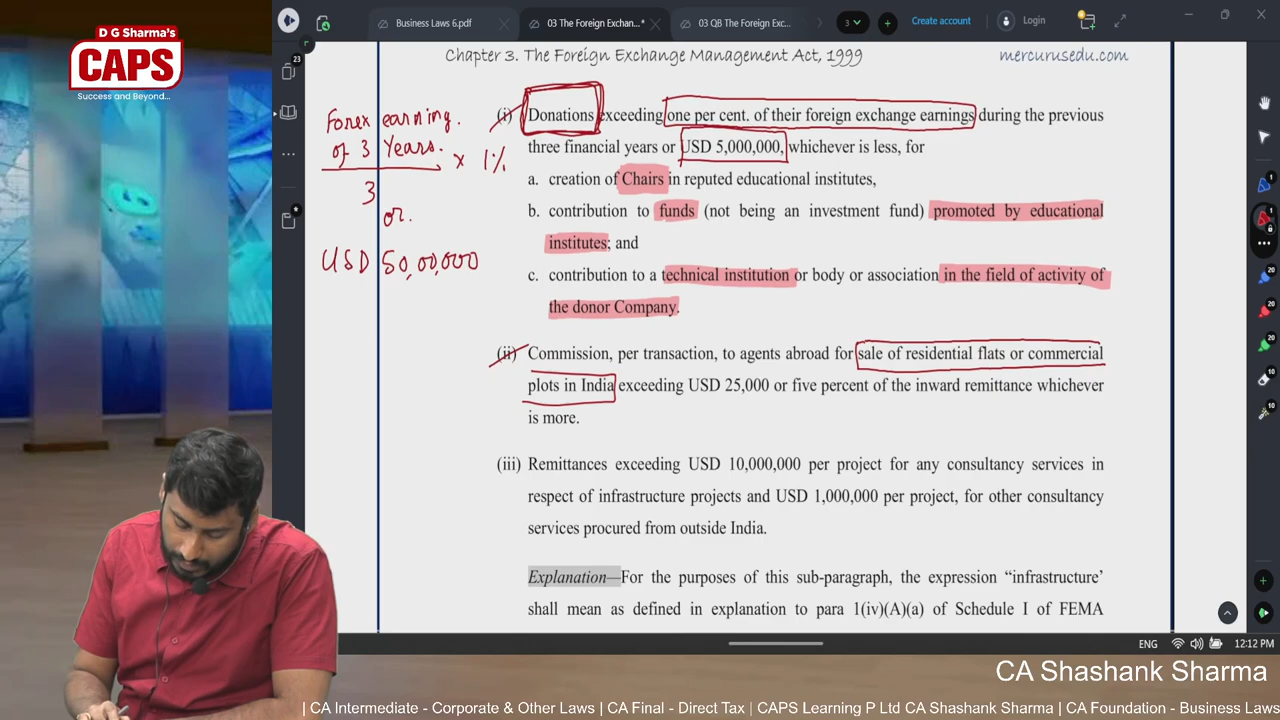 D G Sharma's
CAPS
Success and Beyond...
Business Laws 6.pdf
03 The Foreign Exchan...*
03 QB The Foreign Exc...
3
Create account
Login
23
Chapter 3. The Foreign Exchange Management Act, 1999
mercurusedu.com
Forex earning.
of 3 Years. x 1%
3
or.
USD 50,00,000
(i) Donations exceeding one per cent. of their foreign exchange earnings during the previous
three financial years or USD 5,000,000, whichever is less, for
a. creation of Chairs in reputed educational institutes,
b. contribution to funds (not being an investment fund) promoted by educational
institutes; and
c. contribution to a technical institution or body or association in the field of activity of
the donor Company.
(ii) Commission, per transaction, to agents abroad for sale of residential flats or commercial
plots in India exceeding USD 25,000 or five percent of the inward remittance whichever
is more.
(iii) Remittances exceeding USD 10,000,000 per project for any consultancy services in
respect of infrastructure projects and USD 1,000,000 per project, for other consultancy
services procured from outside India.
Explanation—For the purposes of this sub-paragraph, the expression “infrastructure’
shall mean as defined in explanation to para 1(iv)(A)(a) of Schedule I of FEMA
1
1
20
20
20
10
10
ENG
12:12 PM
CA Shashank Sharma
| CA Intermediate - Corporate & Other Laws | CA Final - Direct Tax | CAPS Learning P Ltd CA Shashank Sharma | CA Foundation - Business Laws